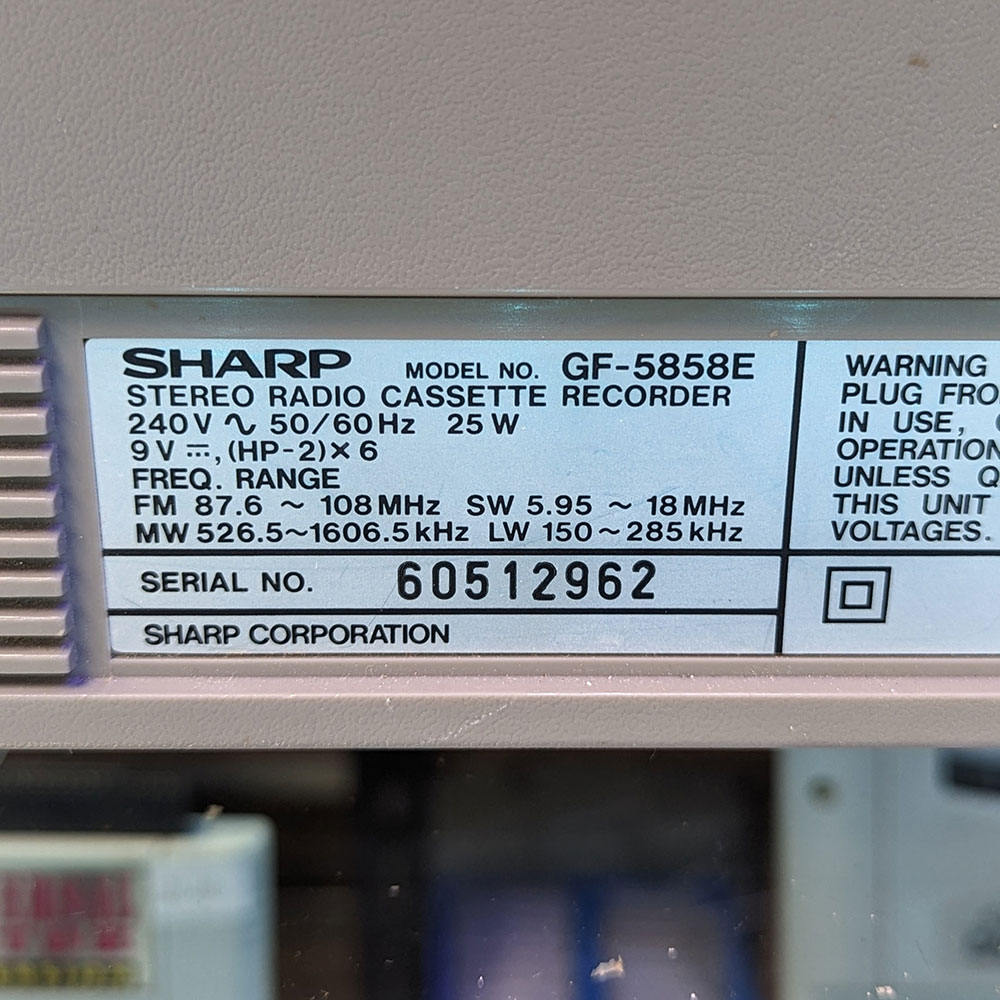 SHARP MODEL NO. GF-5858E
STEREO RADIO CASSETTE RECORDER
240V ∿ 50/60Hz 25W
9V ⎓, (HP-2)×6
FREQ. RANGE
FM 87.6 ~ 108MHz SW 5.95 ~ 18MHz
MW 526.5~1606.5kHz LW 150~285kHz
SERIAL NO. 60512962
SHARP CORPORATION
WARNING
PLUG
IN USE,
OPERATION
UNLESS
THIS UNIT
VOLTAGES.